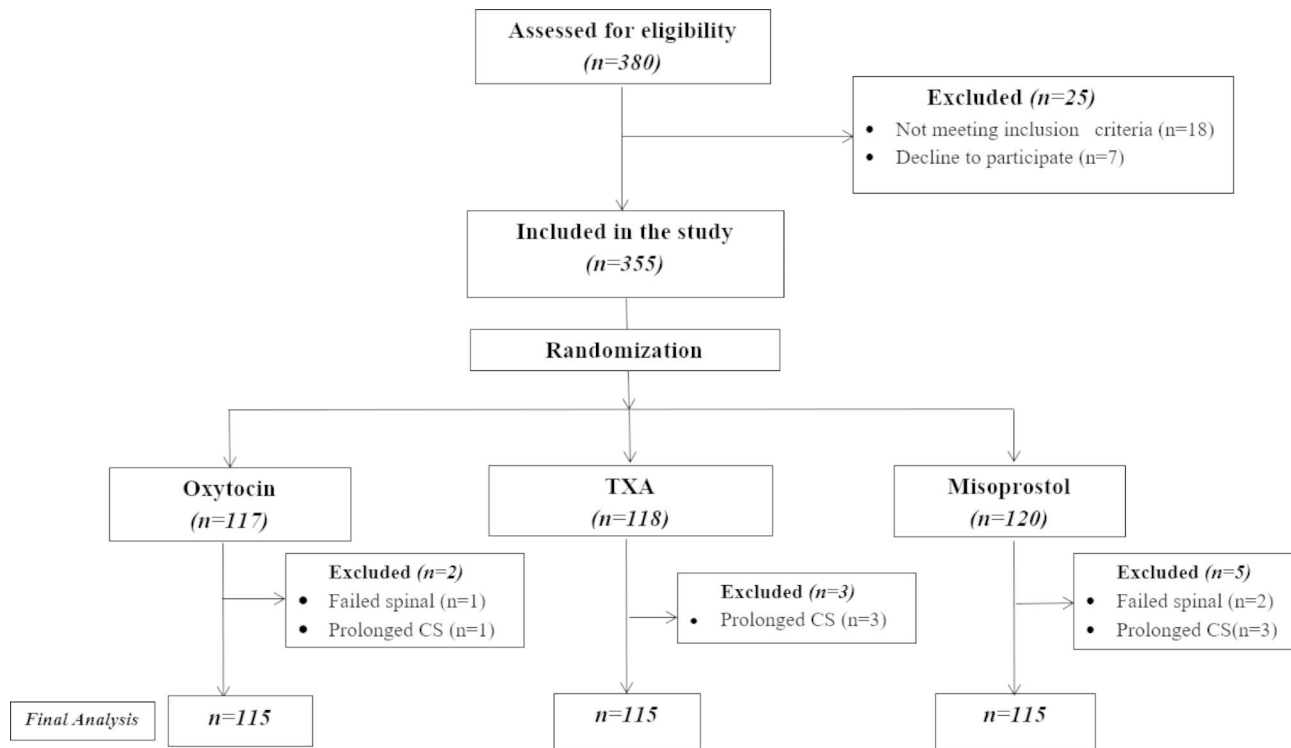 Assessed for eligibility
(n=380)
Excluded (n=25)
• Not meeting inclusion criteria (n=18)
• Decline to participate (n=7)
Included in the study
(n=355)
Randomization
Oxytocin
(n=117)
TXA
(n=118)
Misoprostol
(n=120)
Excluded (n=2)
• Failed spinal (n=1)
• Prolonged CS (n=1)
Excluded (n=3)
• Prolonged CS (n=3)
Excluded (n=5)
• Failed spinal (n=2)
• Prolonged CS(n=3)
Final Analysis
n=115
n=115
n=115